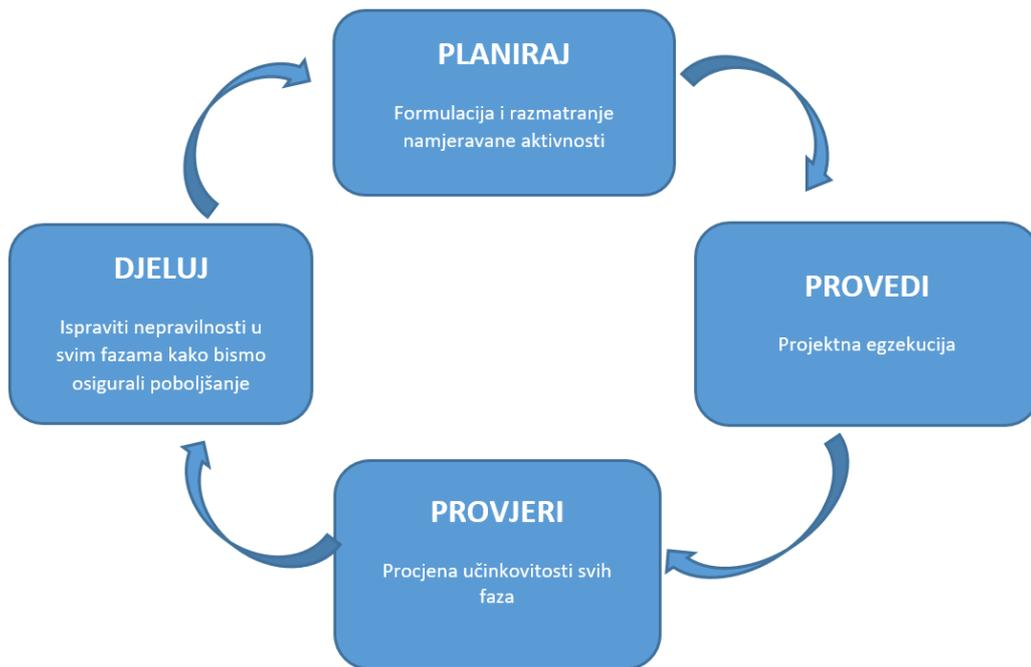 PLANIRAJ
Formulacija i razmatranje
namjeravane aktivnosti
PROVEDI
Projektna egzekucija
PROVJERI
Procjena učinkovitosti svih
faza
DJELUJ
Ispraviti nepravilnosti u
svim fazama kako bismo
osigurali poboljšanje